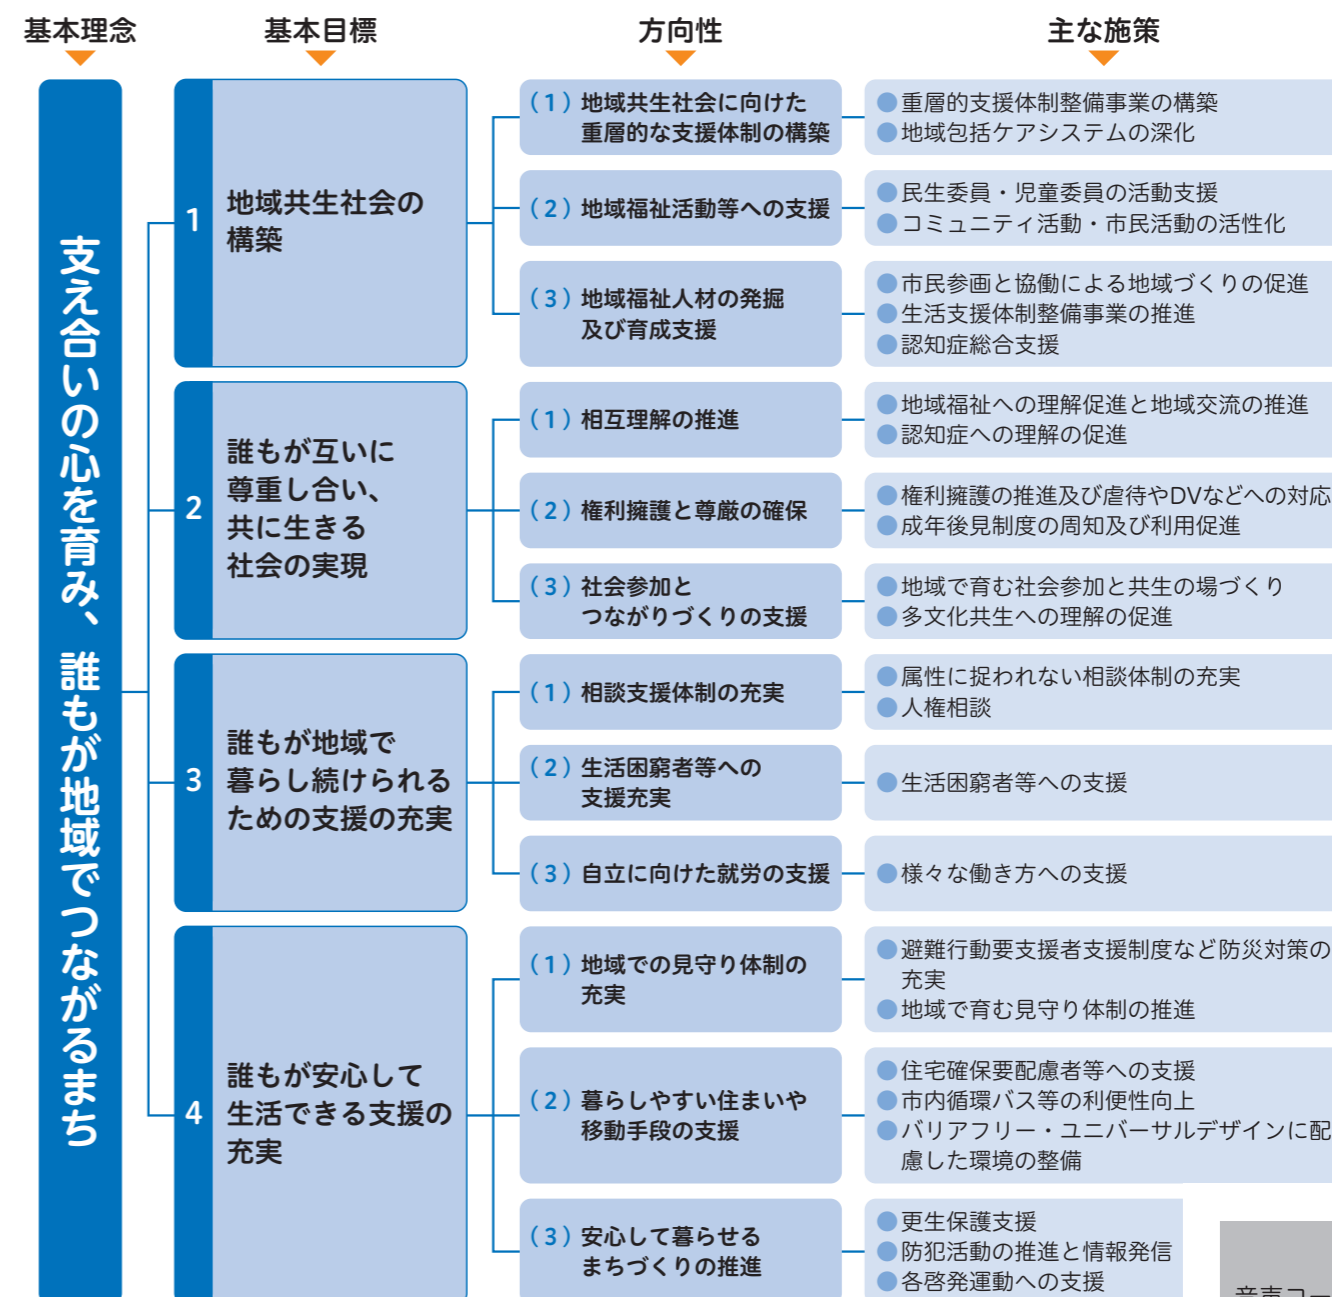 基本理念
基本目標
方向性
主な施策
支え合いの心を育み、誰もが地域でつながるまち
1
地域共生社会の
構築
(1)地域共生社会に向けた
重層的な支援体制の構築
●重層的支援体制整備事業の構築
●地域包括ケアシステムの深化
(2)地域福祉活動等への支援
●民生委員・児童委員の活動支援
●コミュニティ活動・市民活動の活性化
(3)地域福祉人材の発掘
及び育成支援
●市民参画と協働による地域づくりの促進
●生活支援体制整備事業の推進
●認知症総合支援
2
誰もが互いに
尊重し合い、
共に生きる
社会の実現
(1)相互理解の推進
●地域福祉への理解促進と地域交流の推進
●認知症への理解の促進
(2)権利擁護と尊厳の確保
●権利擁護の推進及び虐待やDVなどへの対応
●成年後見制度の周知及び利用促進
(3)社会参加と
つながりづくりの支援
●地域で育む社会参加と共生の場づくり
●多文化共生への理解の促進
3
誰もが地域で
暮らし続けられる
ための支援の充実
(1)相談支援体制の充実
●属性に捉われない相談体制の充実
●人権相談
(2)生活困窮者等への
支援充実
●生活困窮者等への支援
(3)自立に向けた就労の支援
●様々な働き方への支援
4
誰もが安心して
生活できる支援の
充実
(1)地域での見守り体制の
充実
●避難行動要支援者支援制度など防災対策の
充実
●地域で育む見守り体制の推進
(2)暮らしやすい住まいや
移動手段の支援
●住宅確保要配慮者等への支援
●市内循環バス等の利便性向上
●バリアフリー・ユニバーサルデザインに配
慮した環境の整備
(3)安心して暮らせる
まちづくりの推進
●更生保護支援
●防犯活動の推進と情報発信
●各啓発運動への支援